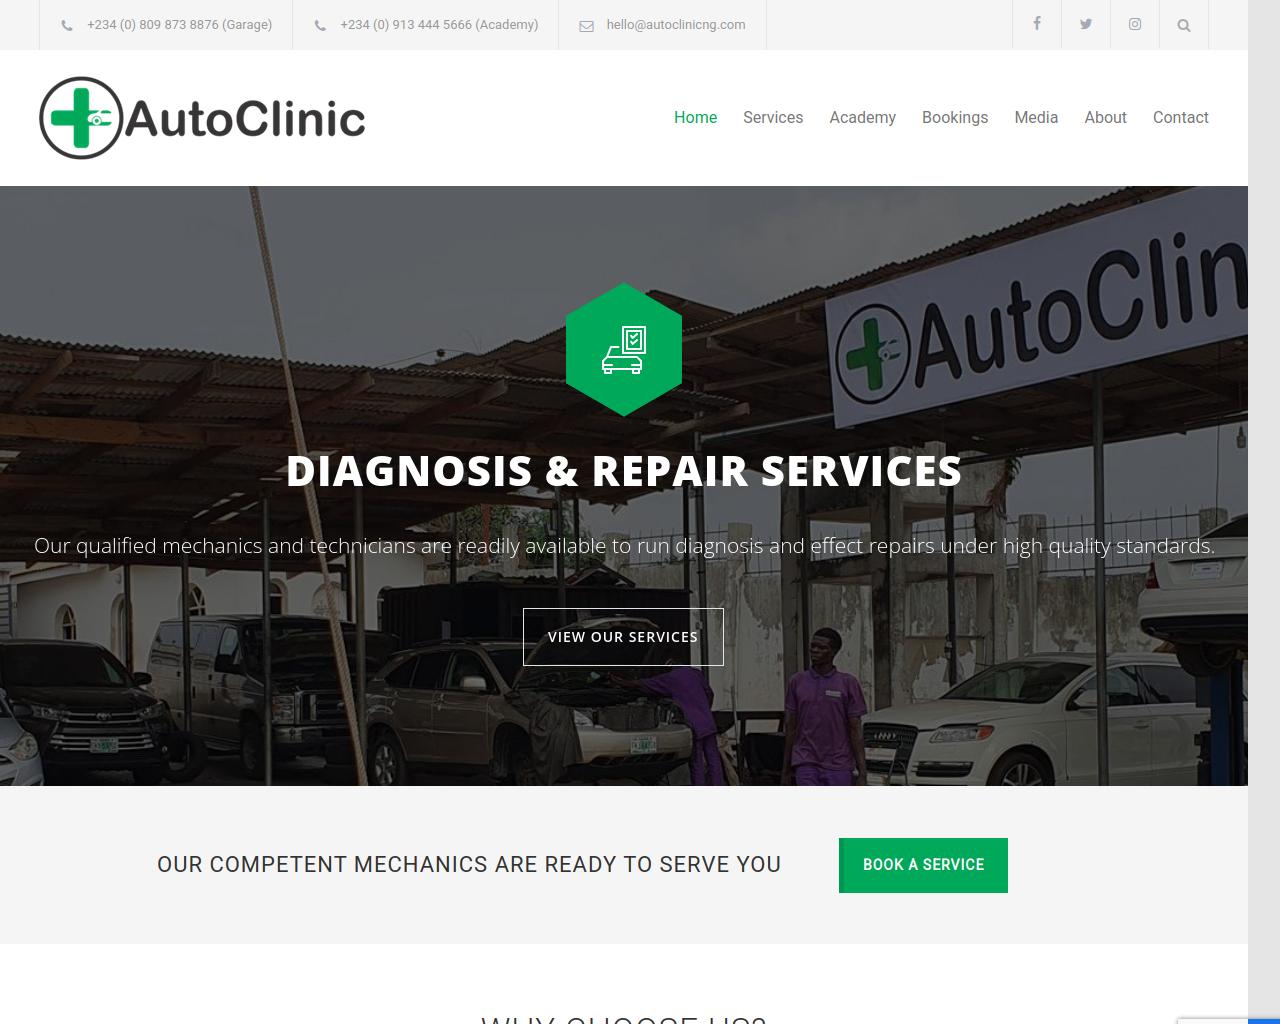 +234 (0) 809 873 8876 (Garage)
+234 (0) 913 444 5666 (Academy)
hello@autoclinicng.com
AutoClinic
Home
Services
Academy
Bookings
Media
About
Contact
AutoClin
DIAGNOSIS & REPAIR SERVICES
Our qualified mechanics and technicians are readily available to run diagnosis and effect repairs under high quality standards.
VIEW OUR SERVICES
OUR COMPETENT MECHANICS ARE READY TO SERVE YOU
BOOK A SERVICE
WHY CHOOSE US?